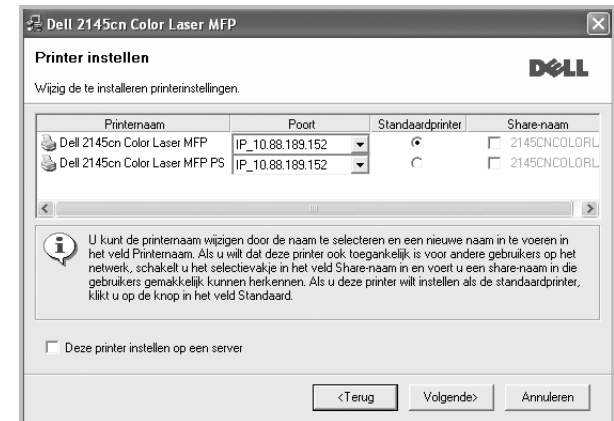 Dell 2145cn Color Laser MFP
Printer instellen
DELL
Wijzig de te installeren printerinstellingen.
Printernaam Poort Standaardprinter Share-naam
Dell 2145cn Color Laser MFP IP_10.88.189.152 2145CNCOLORL
Dell 2145cn Color Laser MFP PS IP_10.88.189.152 2145CNCOLORL
U kunt de printernaam wijzigen door de naam te selecteren en een nieuwe naam in te voeren in
het veld Printernaam. Als u wilt dat deze printer ook toegankelijk is voor andere gebruikers op het
netwerk, schakelt u het selectievakje in het veld Share-naam in en voert u een share-naam in die
gebruikers gemakkelijk kunnen herkennen. Als u deze printer wilt instellen als de standaardprinter,
klikt u op de knop in het veld Standaard.
Deze printer instellen op een server
<Terug Volgende> Annuleren